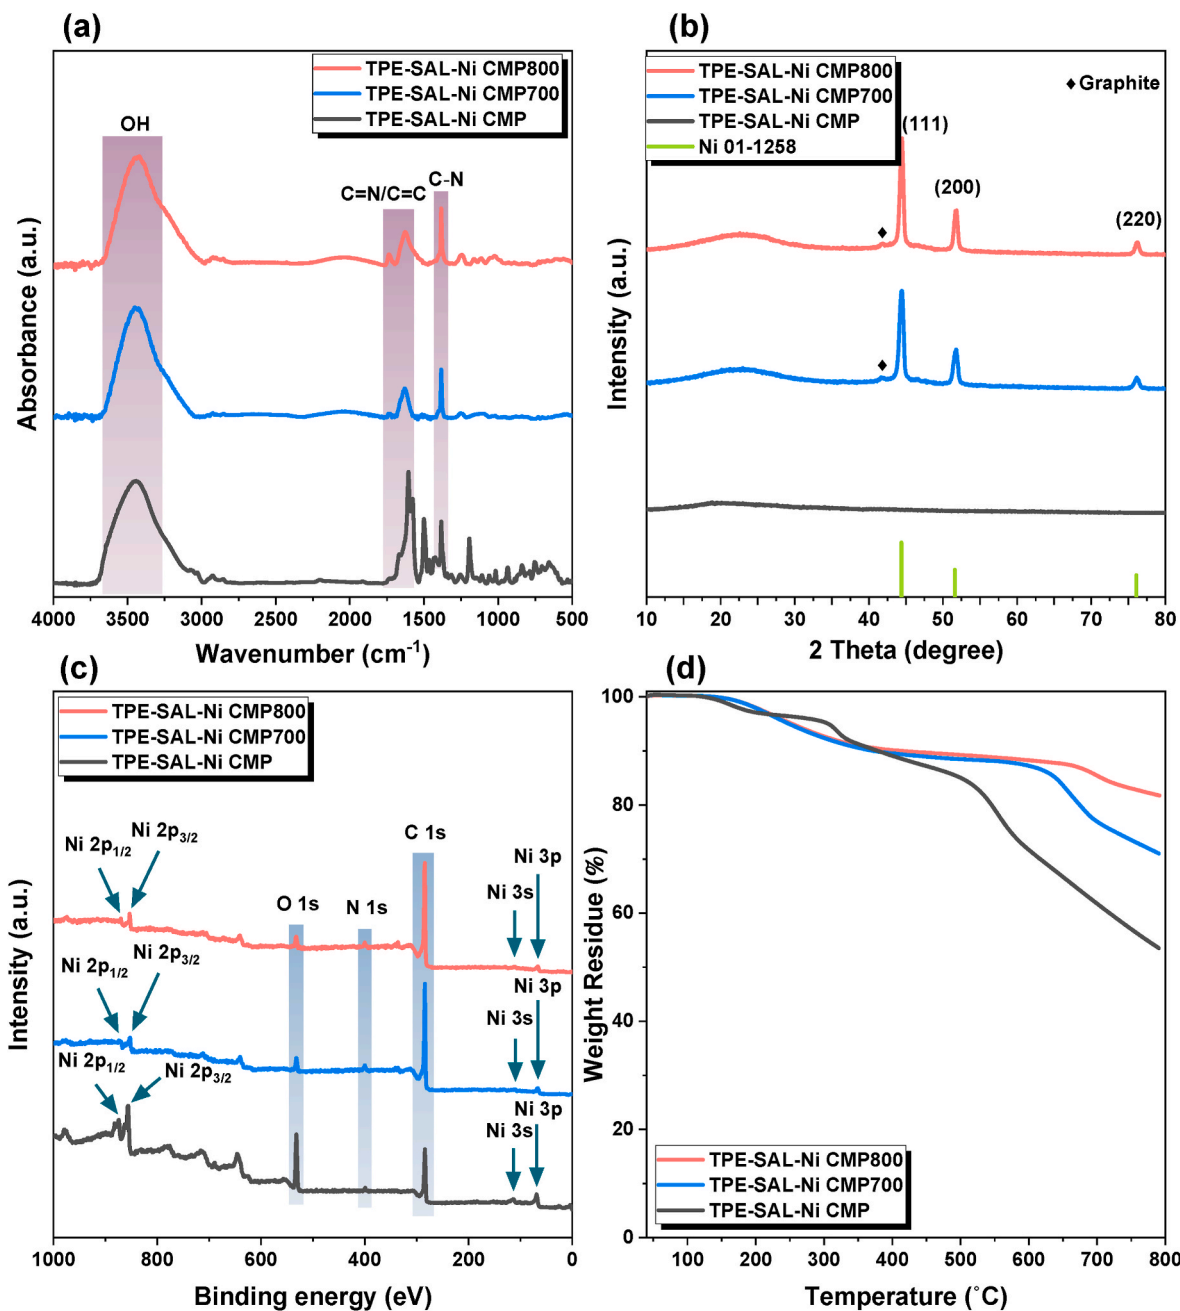 (a)
TPE-SAL-Ni CMP800
TPE-SAL-Ni CMP700
TPE-SAL-Ni CMP
OH
C=N/C=C
C-N
Absorbance (a.u.)
4000 3500 3000 2500 2000 1500 1000 500
Wavenumber (cm-1)
(b)
TPE-SAL-Ni CMP800
TPE-SAL-Ni CMP700
TPE-SAL-Ni CMP
Ni 01-1258
♦ Graphite
(111)
(200)
(220)
♦
♦
Intensity (a.u.)
10 20 30 40 50 60 70 80
2 Theta (degree)
(c)
TPE-SAL-Ni CMP800
TPE-SAL-Ni CMP700
TPE-SAL-Ni CMP
Ni 2p1/2
Ni 2p3/2
O 1s
N 1s
C 1s
Ni 3s
Ni 3p
Ni 2p1/2
Ni 2p3/2
Ni 3s
Ni 3p
Ni 2p1/2
Ni 2p3/2
Ni 3s
Ni 3p
Intensity (a.u.)
1000 800 600 400 200 0
Binding energy (eV)
(d)
100
80
60
40
20
0
Weight Residue (%)
TPE-SAL-Ni CMP800
TPE-SAL-Ni CMP700
TPE-SAL-Ni CMP
100 200 300 400 500 600 700 800
Temperature (°C)